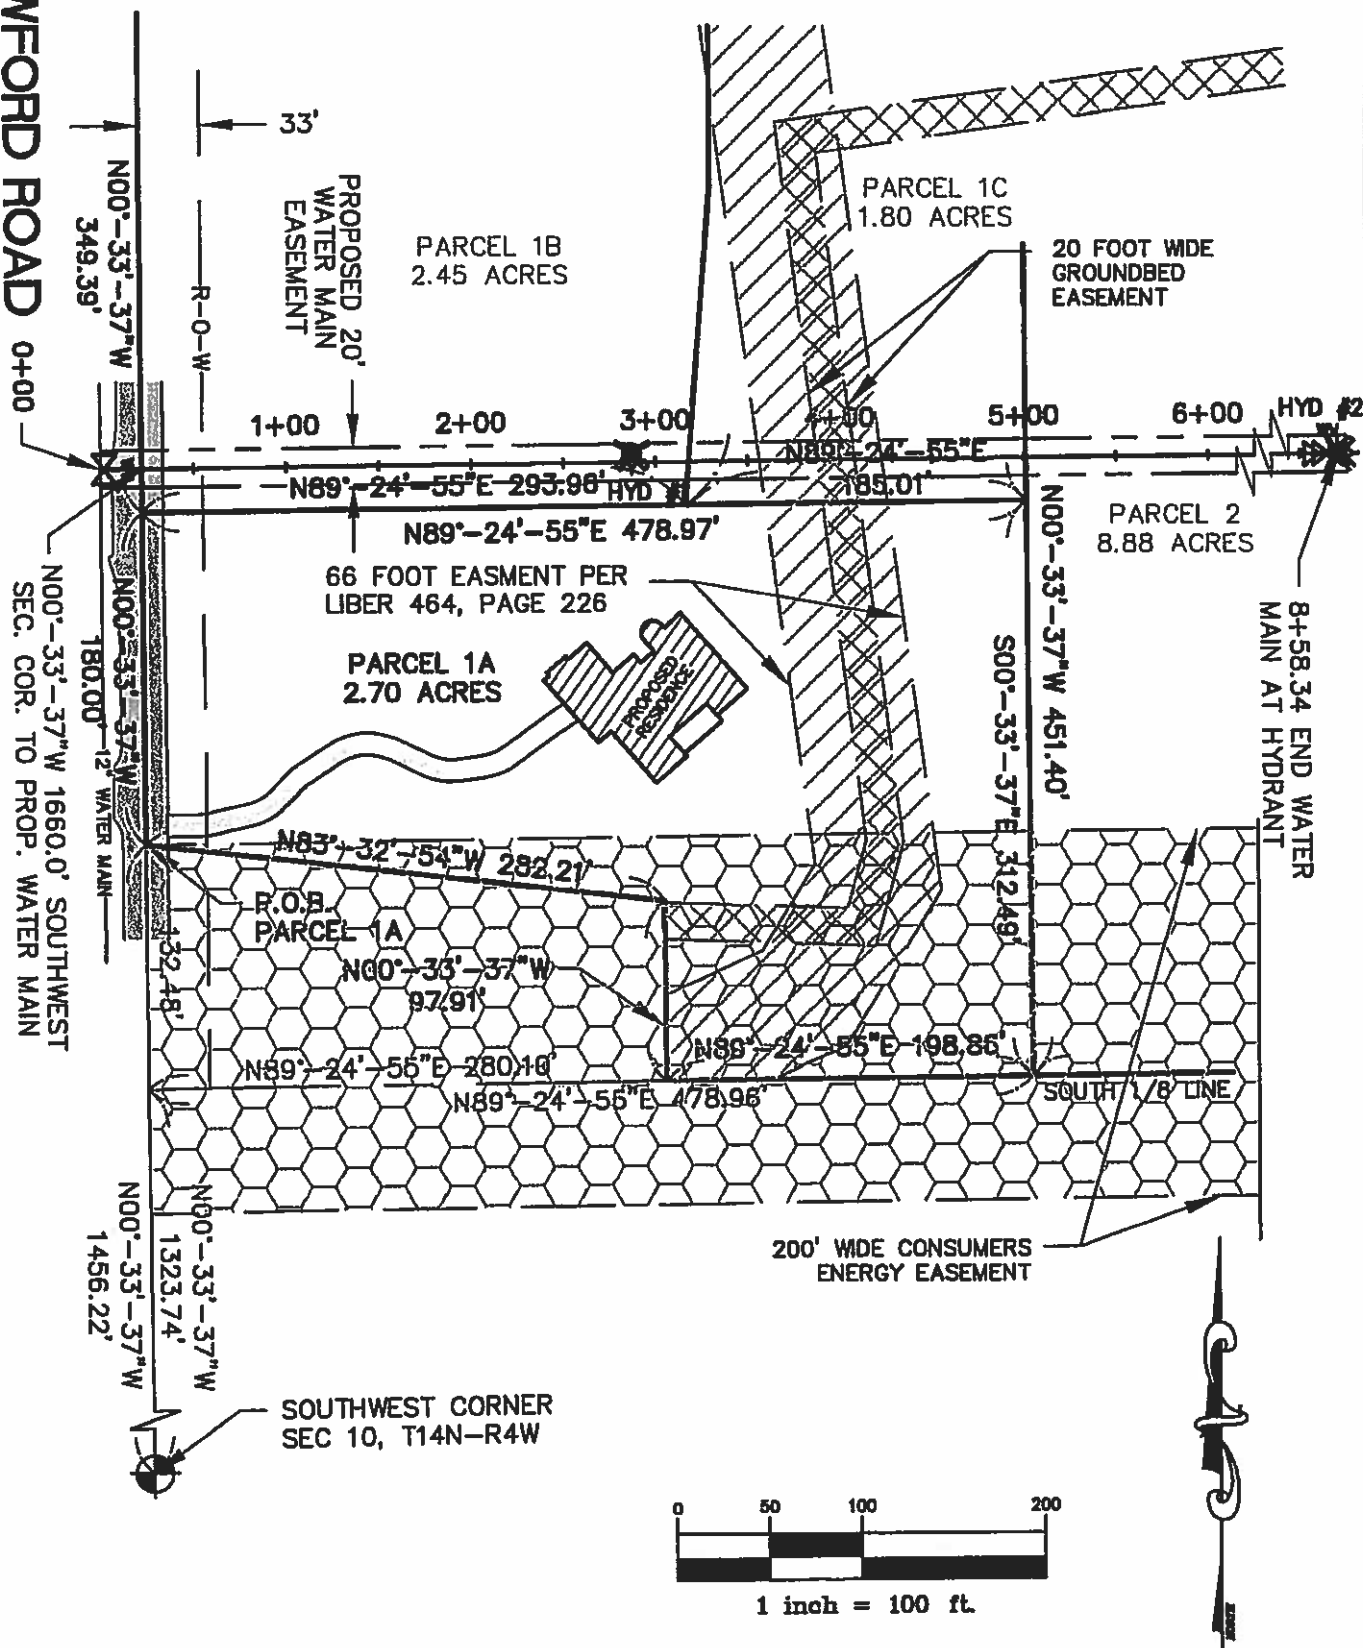 WFORD ROAD
0+00
33'
N00°-33'-37"W
349.39'
R-O-W
PROPOSED 20'
WATER MAIN
EASEMENT
PARCEL 1B
2.45 ACRES
PARCEL 1C
1.80 ACRES
20 FOOT WIDE
GROUNDBED
EASEMENT
1+00
2+00
3+00
5+00
6+00
HYD #2
N89°-24'-55"E
N89°-24'-55"E 293.96'
HYD
185.01'
N89°-24'-55"E 478.97'
PARCEL 2
8.88 ACRES
66 FOOT EASMENT PER
LIBER 464, PAGE 226
N00°-33'-37"W 451.40'
S00°-33'-37"E 312.49'
8+58.34 END WATER
MAIN AT HYDRANT
PARCEL 1A
2.70 ACRES
PROPOSED
RESIDENCE
N00°-33'-37"W
180.00'
12" WATER MAIN
N00°-33'-37"W 1660.0' SOUTHWEST
SEC. COR. TO PROP. WATER MAIN
N83°-32'-54"W 282.21'
P.O.B.
PARCEL 1A
132.48'
N00°-33'-37"W
97.91'
N89°-24'-55"E 198.86'
N89°-24'-55"E 280.10'
N89°-24'-55"E 478.96'
SOUTH 1/8 LINE
N00°-33'-37"W
1323.74'
N00°-33'-37"W
1456.22'
200' WIDE CONSUMERS
ENERGY EASEMENT
SOUTHWEST CORNER
SEC 10, T14N-R4W
0 50 100 200
1 inch = 100 ft.